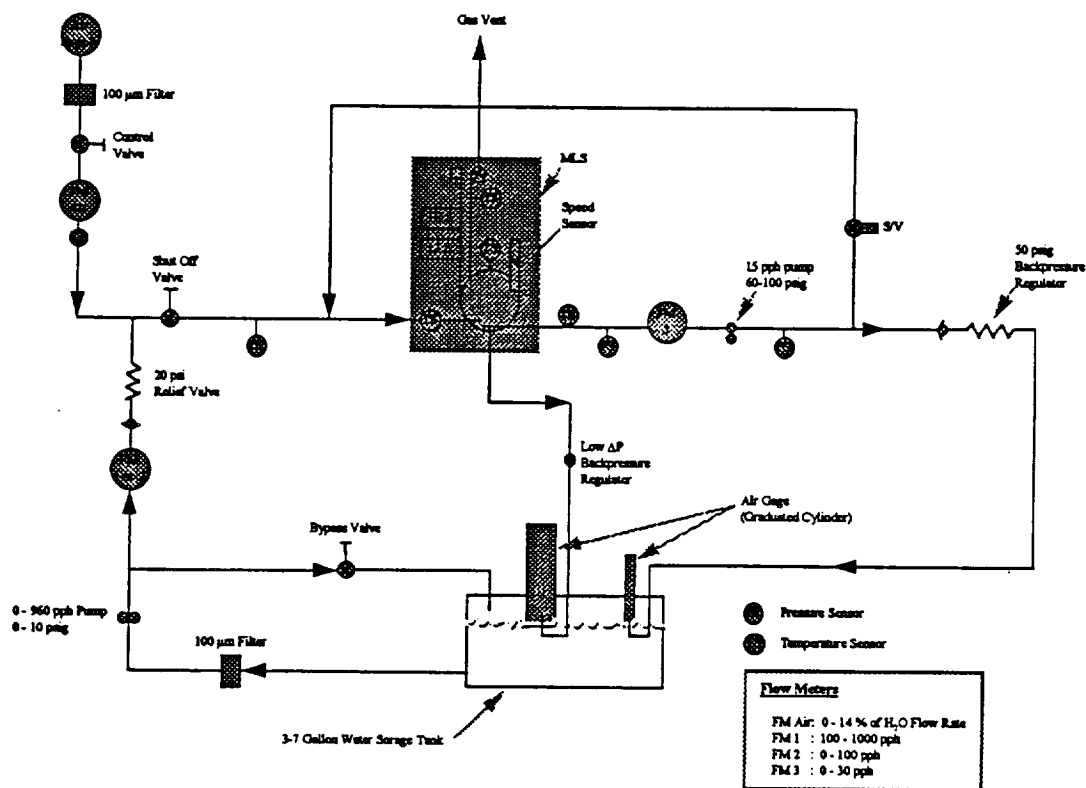 Gas Vent
100 µm Filter
Control
Valve
MLS
Speed
Sensor
S/V
Shut Off
Valve
15 pph pump
60-100 psig
50 psig
Backpressure
Regulator
20 psi
Relief Valve
Low ΔP
Backpressure
Regulator
Air Gage
(Graduated Cylinder)
Bypass Valve
0 - 960 pph Pump
0 - 10 psig
100 µm Filter
3-7 Gallon Water Sorage Tank
Pressure Sensor
Temperature Sensor
Flow Meters
FM Air: 0 - 14 % of H₂O Flow Rate
FM 1 : 100 - 1000 pph
FM 2 : 0 - 100 pph
FM 3 : 0 - 30 pph